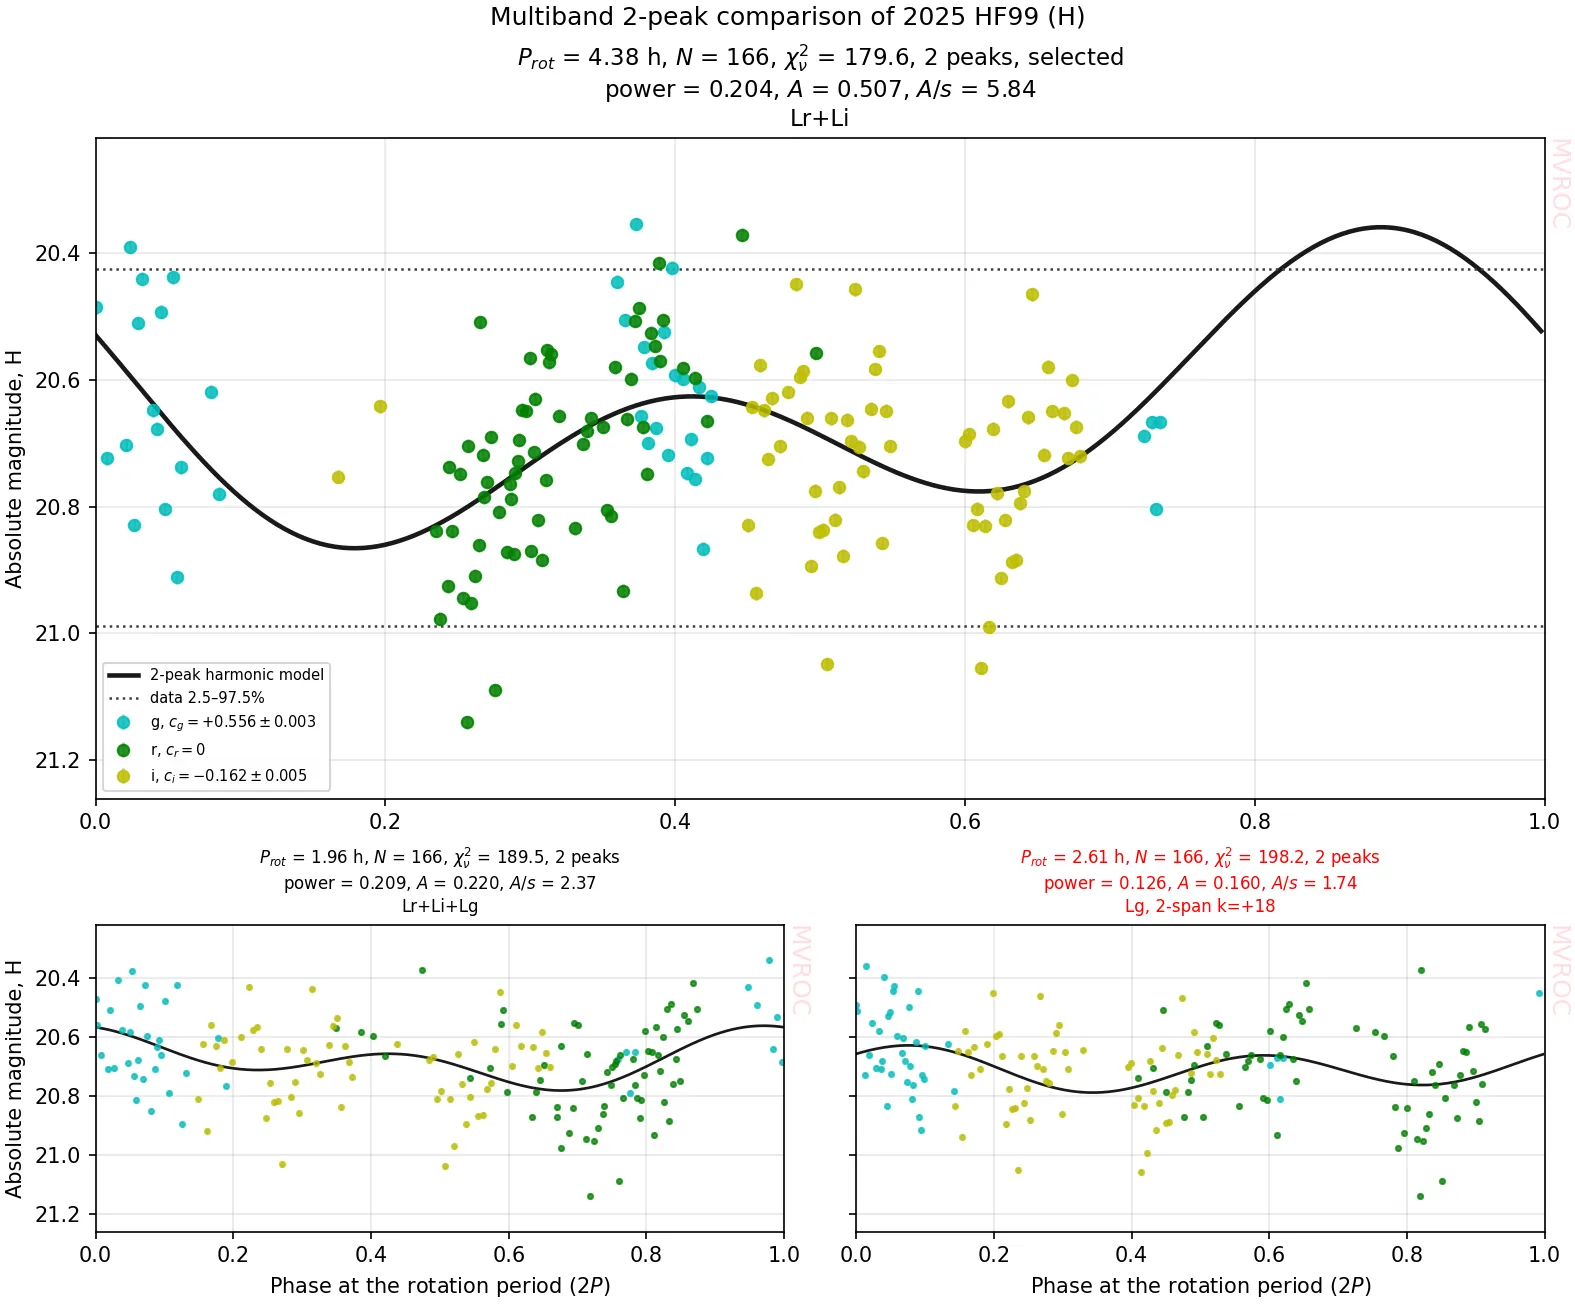 Multiband 2-peak comparison of 2025 HF99 (H)
P_rot = 4.38 h, N = 166, χ²_ν = 179.6, 2 peaks, selected
power = 0.204, A = 0.507, A/s = 5.84
Lr+Li
MVROC
Absolute magnitude, H
20.4
20.6
20.8
21.0
21.2
2-peak harmonic model
data 2.5–97.5%
g, c_g = +0.556 ± 0.003
r, c_r = 0
i, c_i = −0.162 ± 0.005
0.0 0.2 0.4 0.6 0.8 1.0
P_rot = 1.96 h, N = 166, χ²_ν = 189.5, 2 peaks
power = 0.209, A = 0.220, A/s = 2.37
Lr+Li+Lg
MVROC
Absolute magnitude, H
20.4
20.6
20.8
21.0
21.2
0.0 0.2 0.4 0.6 0.8 1.0
Phase at the rotation period (2P)
P_rot = 2.61 h, N = 166, χ²_ν = 198.2, 2 peaks
power = 0.126, A = 0.160, A/s = 1.74
Lg, 2-span k=+18
MVROC
0.0 0.2 0.4 0.6 0.8 1.0
Phase at the rotation period (2P)